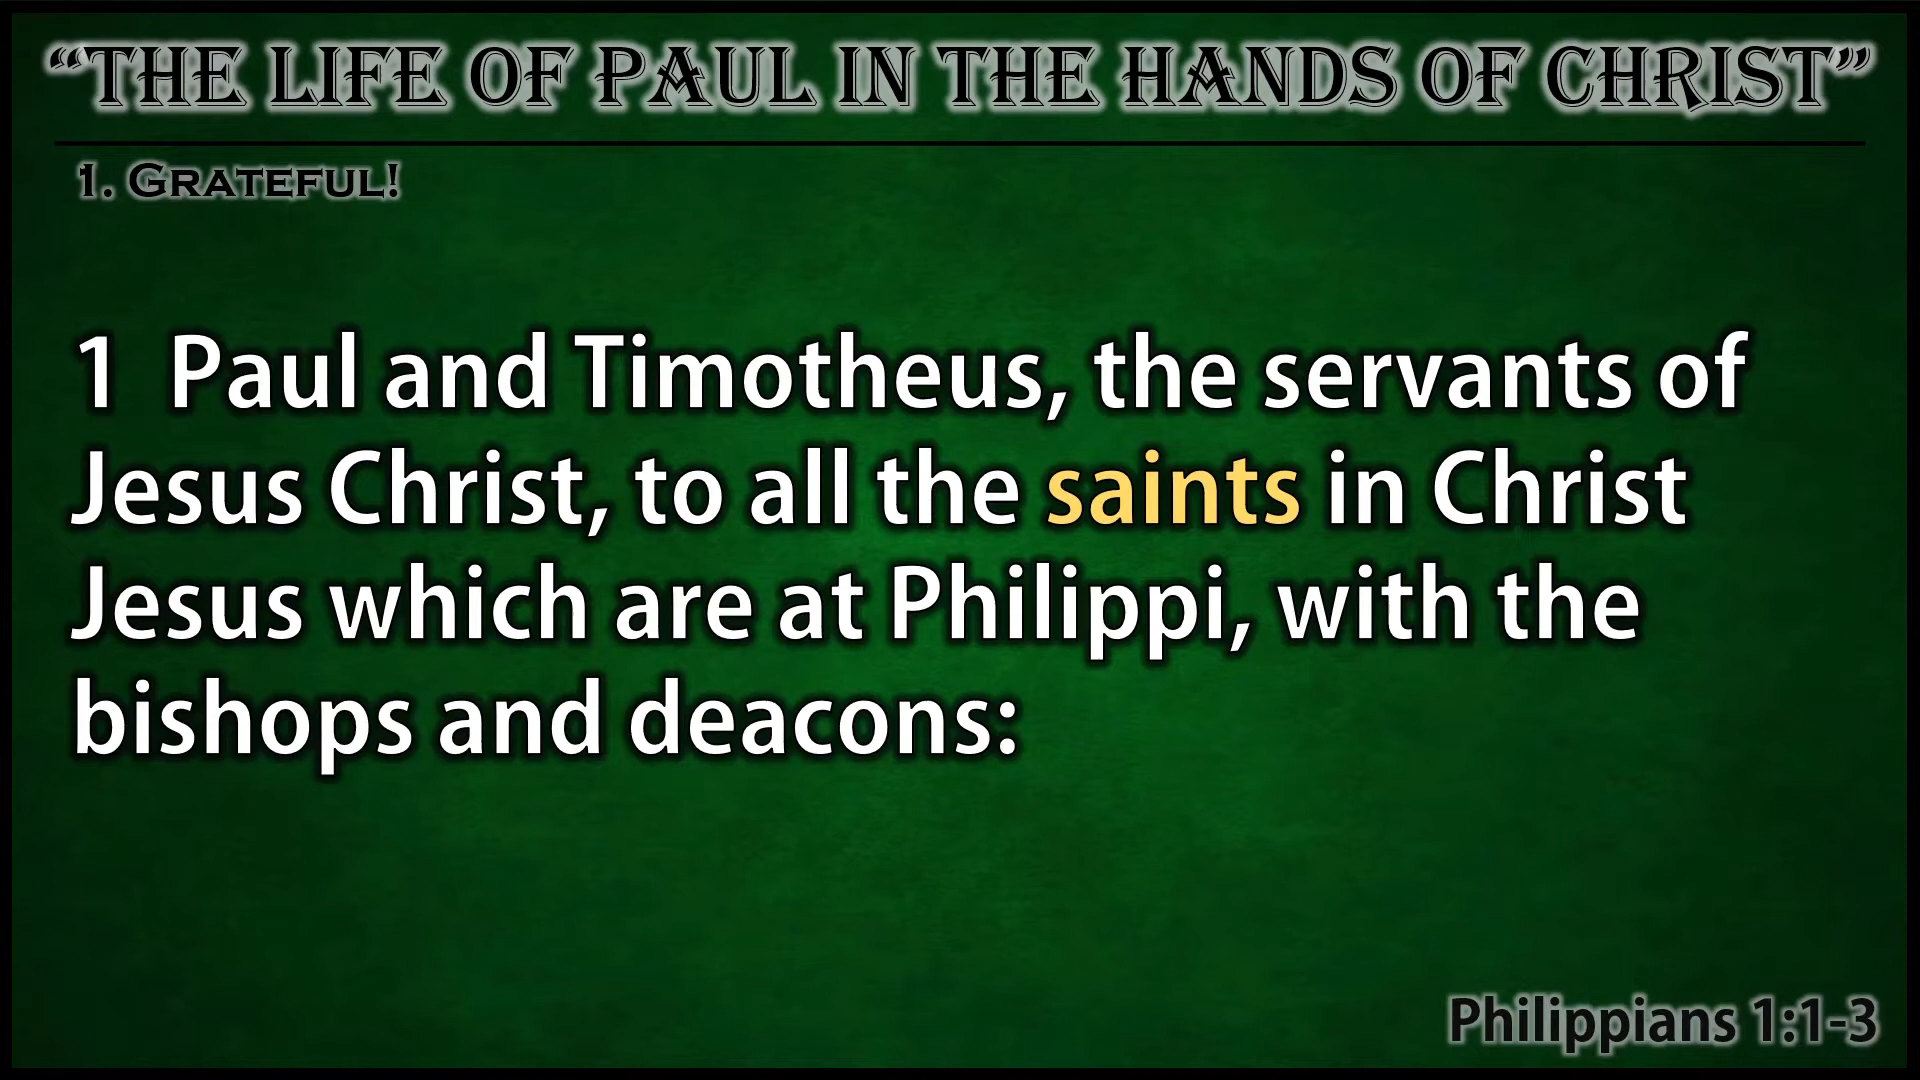 “THE LIFE OF PAUL IN THE HANDS OF CHRIST”
1. GRATEFUL!
1  Paul and Timotheus, the servants of
Jesus Christ, to all the saints in Christ
Jesus which are at Philippi, with the
bishops and deacons:
Philippians 1:1-3